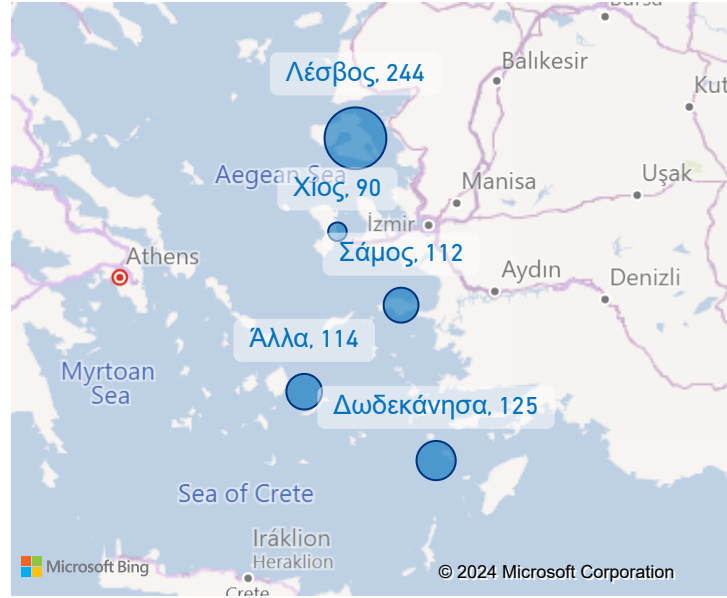 Bursa
Λέσβος, 244
Balıkesir
Kut
Aegean Sea
Χίος, 90
Manisa
Uşak
İzmir
Σάμος, 112
Athens
Aydın
Denizli
Άλλα, 114
Myrtoan
Sea
Δωδεκάνησα, 125
Sea of Crete
Iráklion
Heraklion
Microsoft Bing
© 2024 Microsoft Corporation
Crete